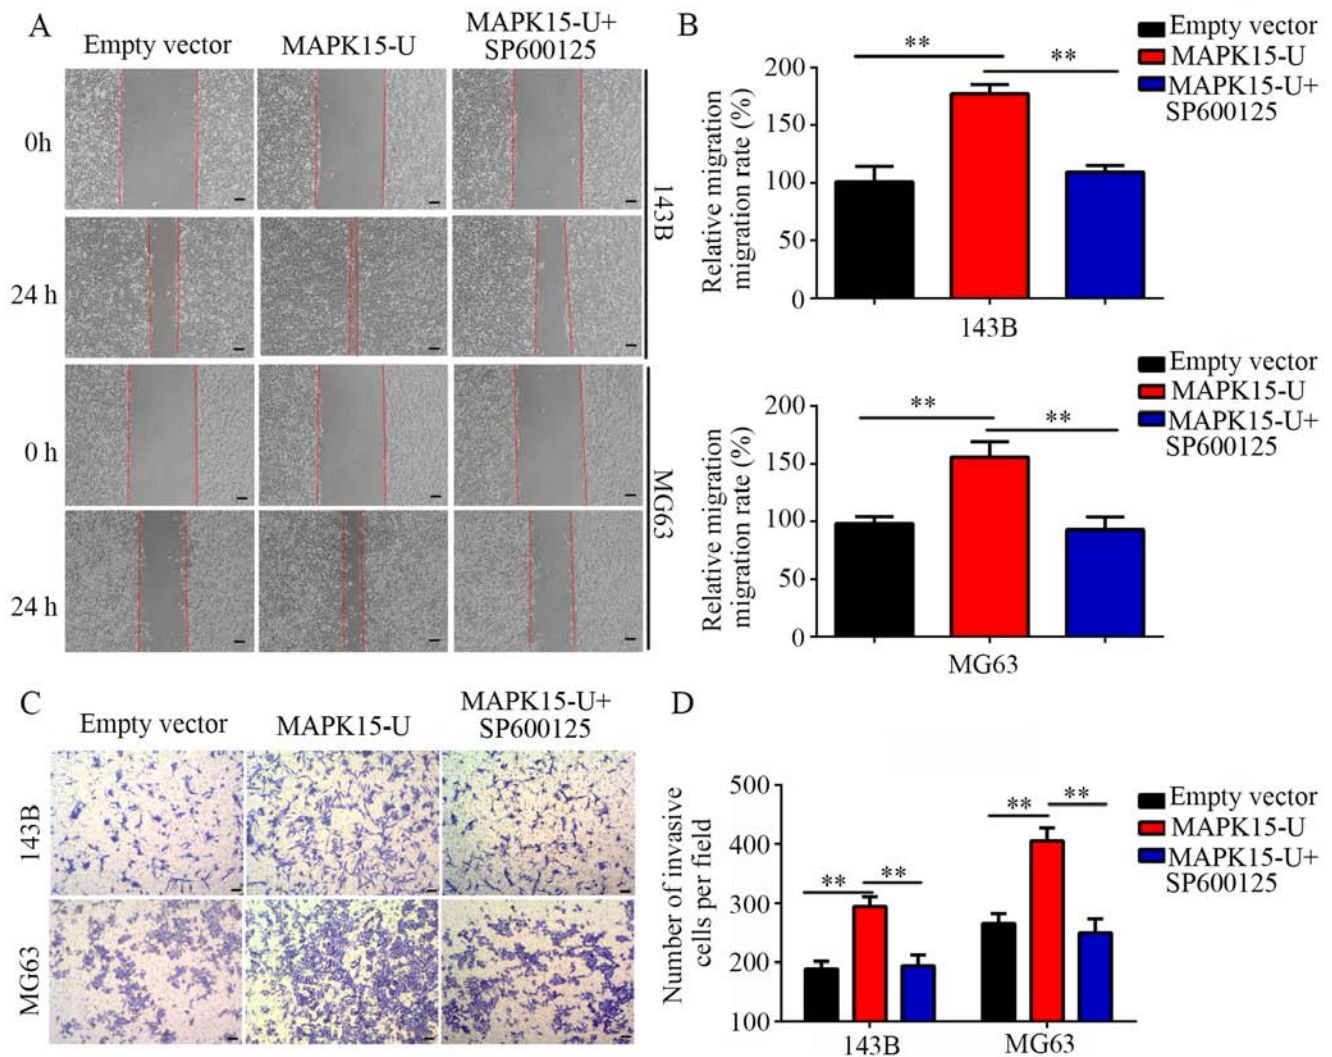 A
Empty vector
MAPK15-U
MAPK15-U+
SP600125
0h
24 h
143B
0 h
24 h
MG63
B
Relative migration
migration rate (%)
200
150
100
50
0
143B
**
**
Empty vector
MAPK15-U
MAPK15-U+
SP600125
Relative migration
migration rate (%)
200
150
100
50
0
MG63
**
**
Empty vector
MAPK15-U
MAPK15-U+
SP600125
C
Empty vector
MAPK15-U
MAPK15-U+
SP600125
143B
MG63
D
Number of invasive
cells per field
500
400
300
200
100
**
**
**
**
143B
MG63
Empty vector
MAPK15-U
MAPK15-U+
SP600125